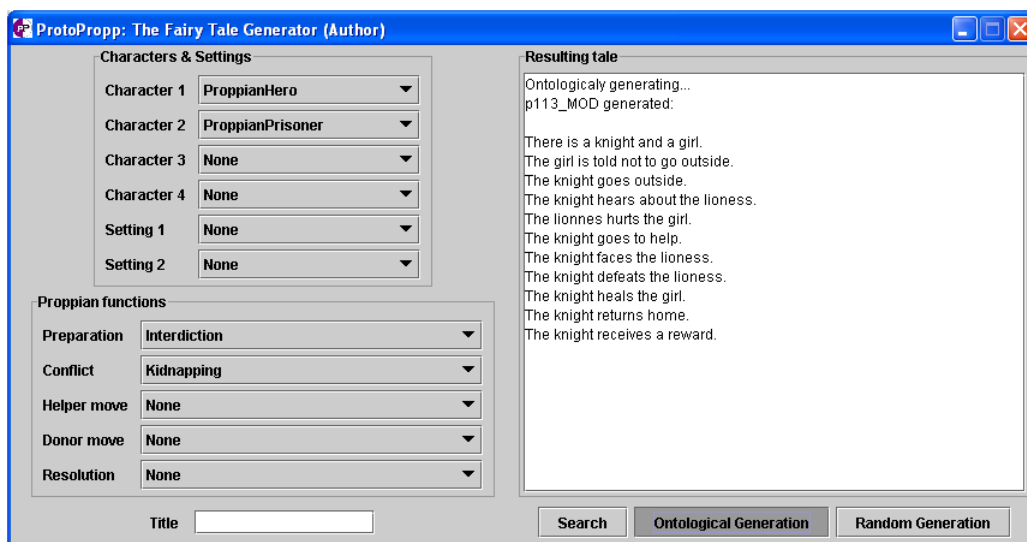 ProtoPropp: The Fairy Tale Generator (Author)
Characters & Settings
Character 1 ProppianHero
Character 2 ProppianPrisoner
Character 3 None
Character 4 None
Setting 1 None
Setting 2 None
Proppian functions
Preparation Interdiction
Conflict Kidnapping
Helper move None
Donor move None
Resolution None
Title
Resulting tale
Ontologicaly generating...
p113_MOD generated:
There is a knight and a girl.
The girl is told not to go outside.
The knight goes outside.
The knight hears about the lioness.
The lionnes hurts the girl.
The knight goes to help.
The knight faces the lioness.
The knight defeats the lioness.
The knight heals the girl.
The knight returns home.
The knight receives a reward.
Search Ontological Generation Random Generation